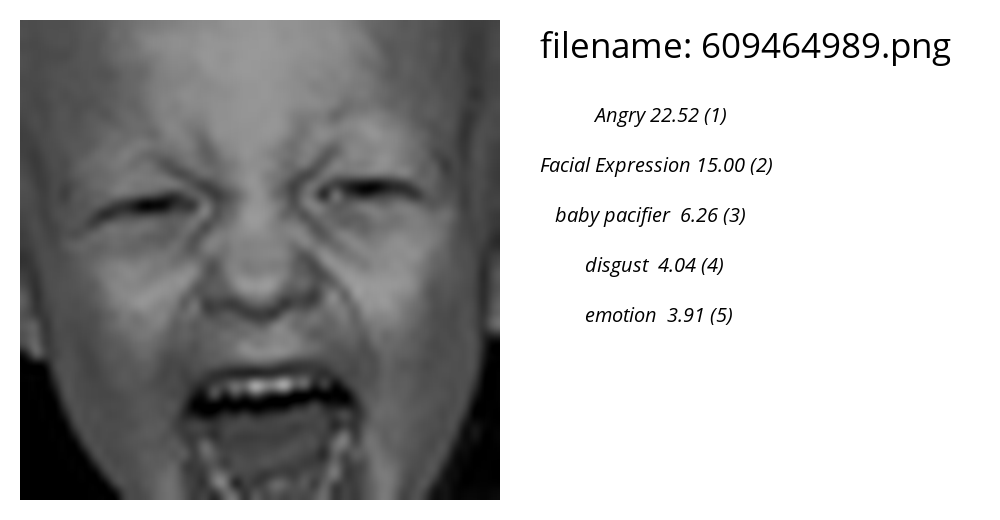 filename: 609464989.png
Angry 22.52 (1)
Facial Expression 15.00 (2)
baby pacifier 6.26 (3)
disgust 4.04 (4)
emotion 3.91 (5)